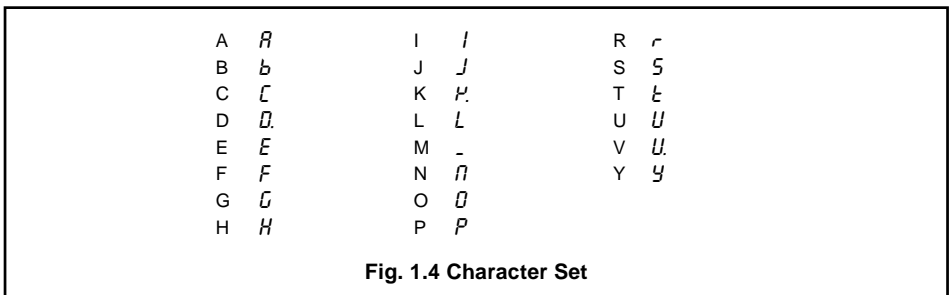 A A I I R r
B b J J S S
C C K K. T t
D D. L L U U
E E M _ V U.
F F N n Y y
G G O O
H H P P
Fig. 1.4 Character Set